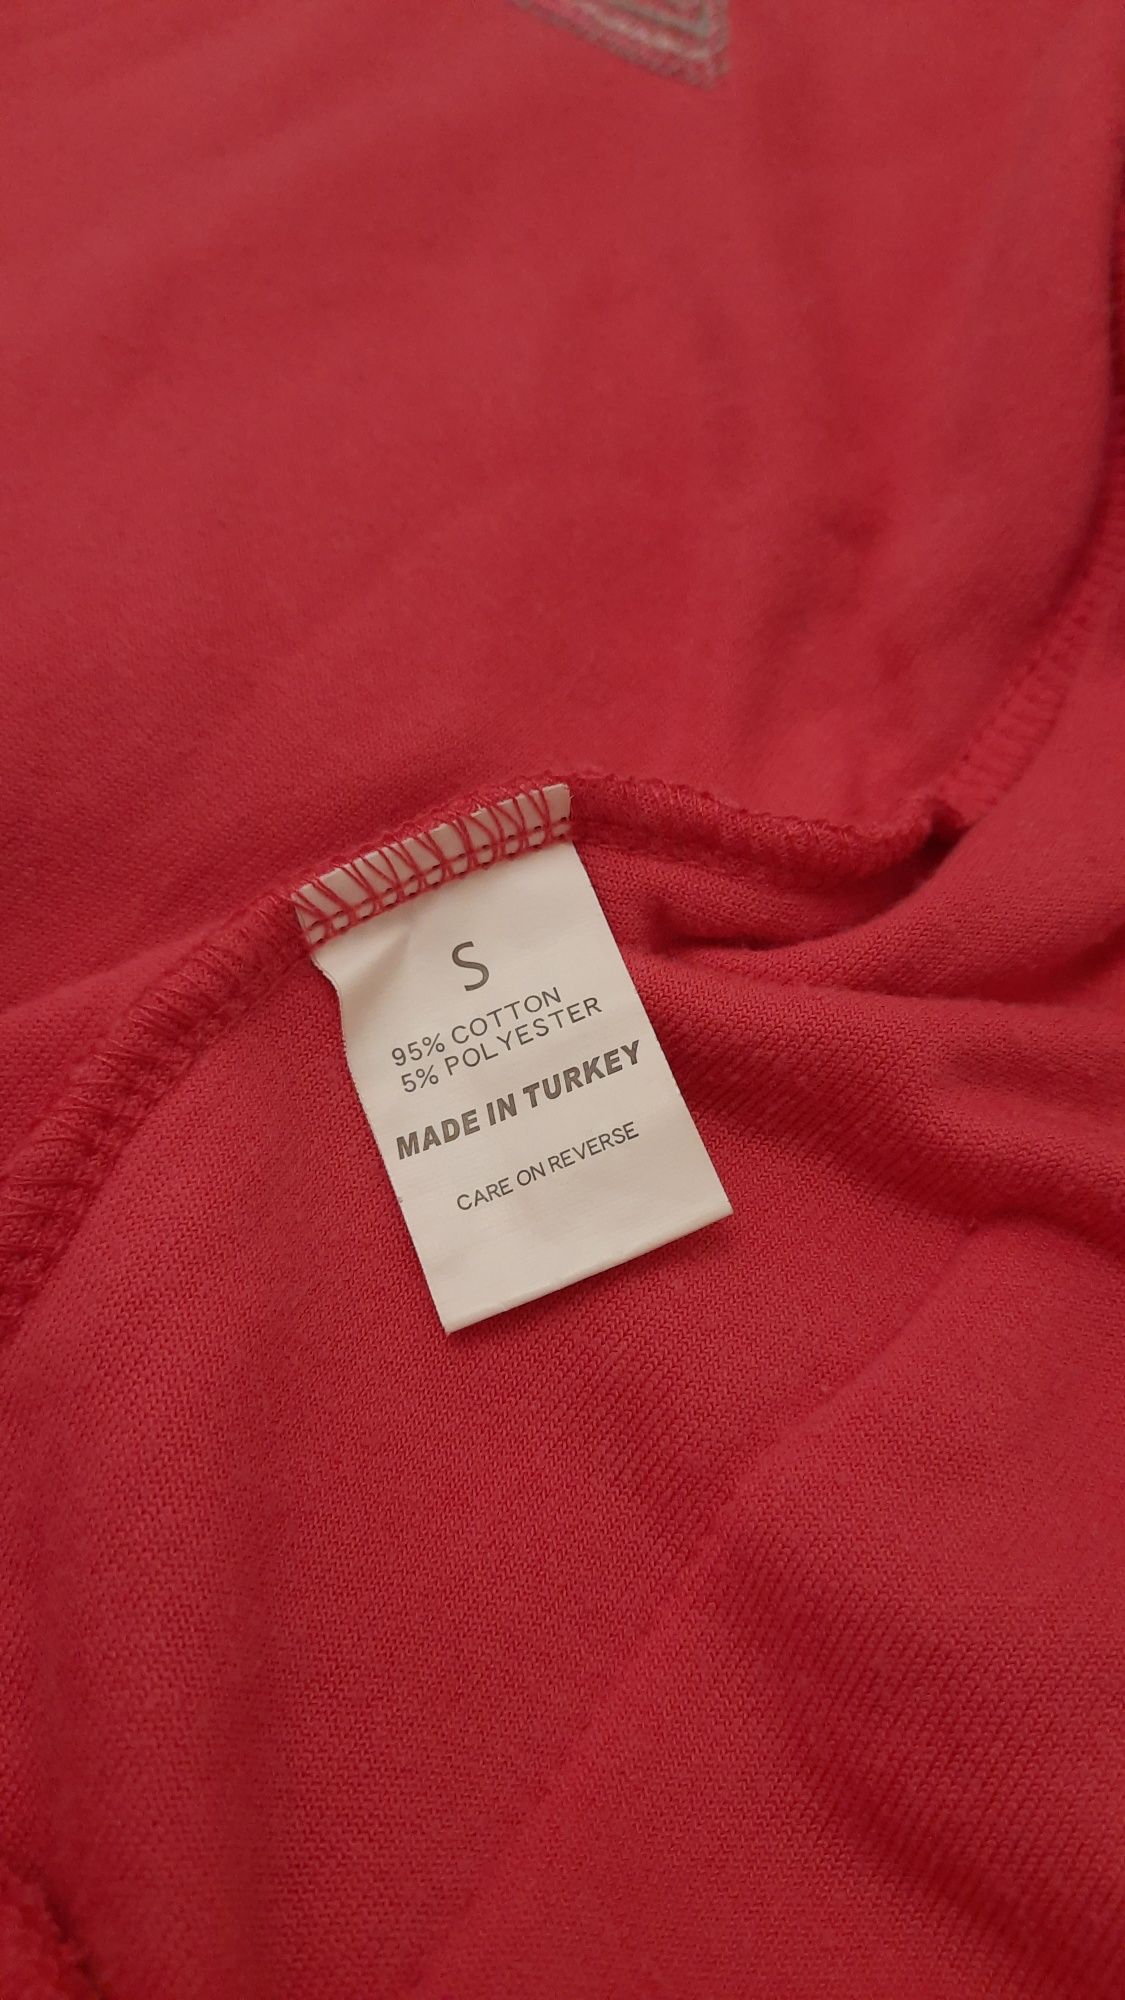 S
95% COTTON
5% POLYESTER
MADE IN TURKEY
CARE ON REVERSE